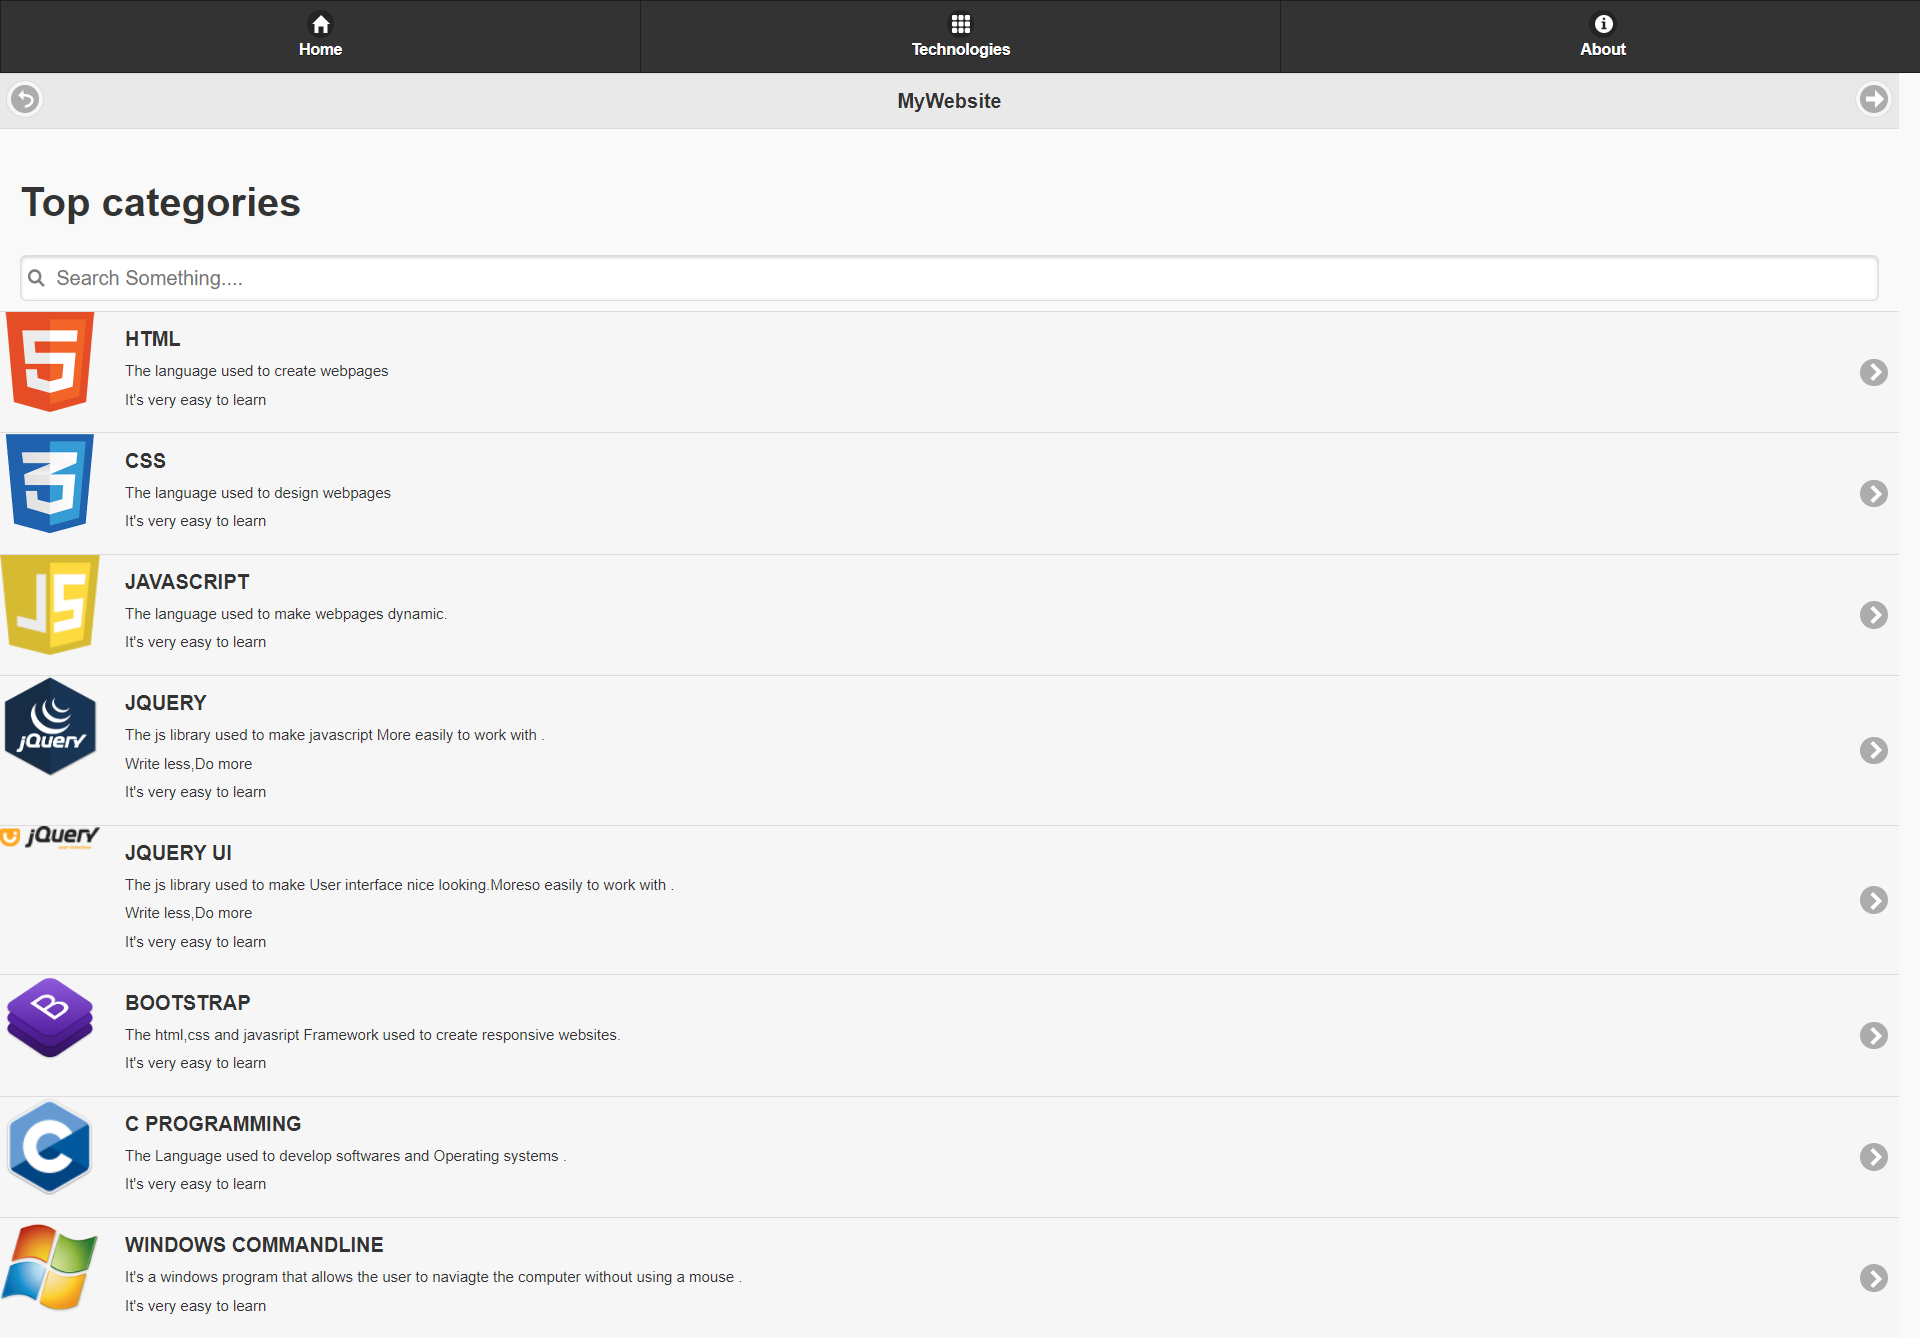 Home
Technologies
About
MyWebsite
Top categories
Search Something....
HTML
The language used to create webpages
It's very easy to learn
CSS
The language used to design webpages
It's very easy to learn
JS
JAVASCRIPT
The language used to make webpages dynamic.
It's very easy to learn
jQuery
JQUERY
The js library used to make javascript More easily to work with .
Write less,Do more
It's very easy to learn
jQuery
user interface
JQUERY UI
The js library used to make User interface nice looking.Moreso easily to work with .
Write less,Do more
It's very easy to learn
B
BOOTSTRAP
The html,css and javasript Framework used to create responsive websites.
It's very easy to learn
C
C PROGRAMMING
The Language used to develop softwares and Operating systems .
It's very easy to learn
WINDOWS COMMANDLINE
It's a windows program that allows the user to naviagte the computer without using a mouse .
It's very easy to learn